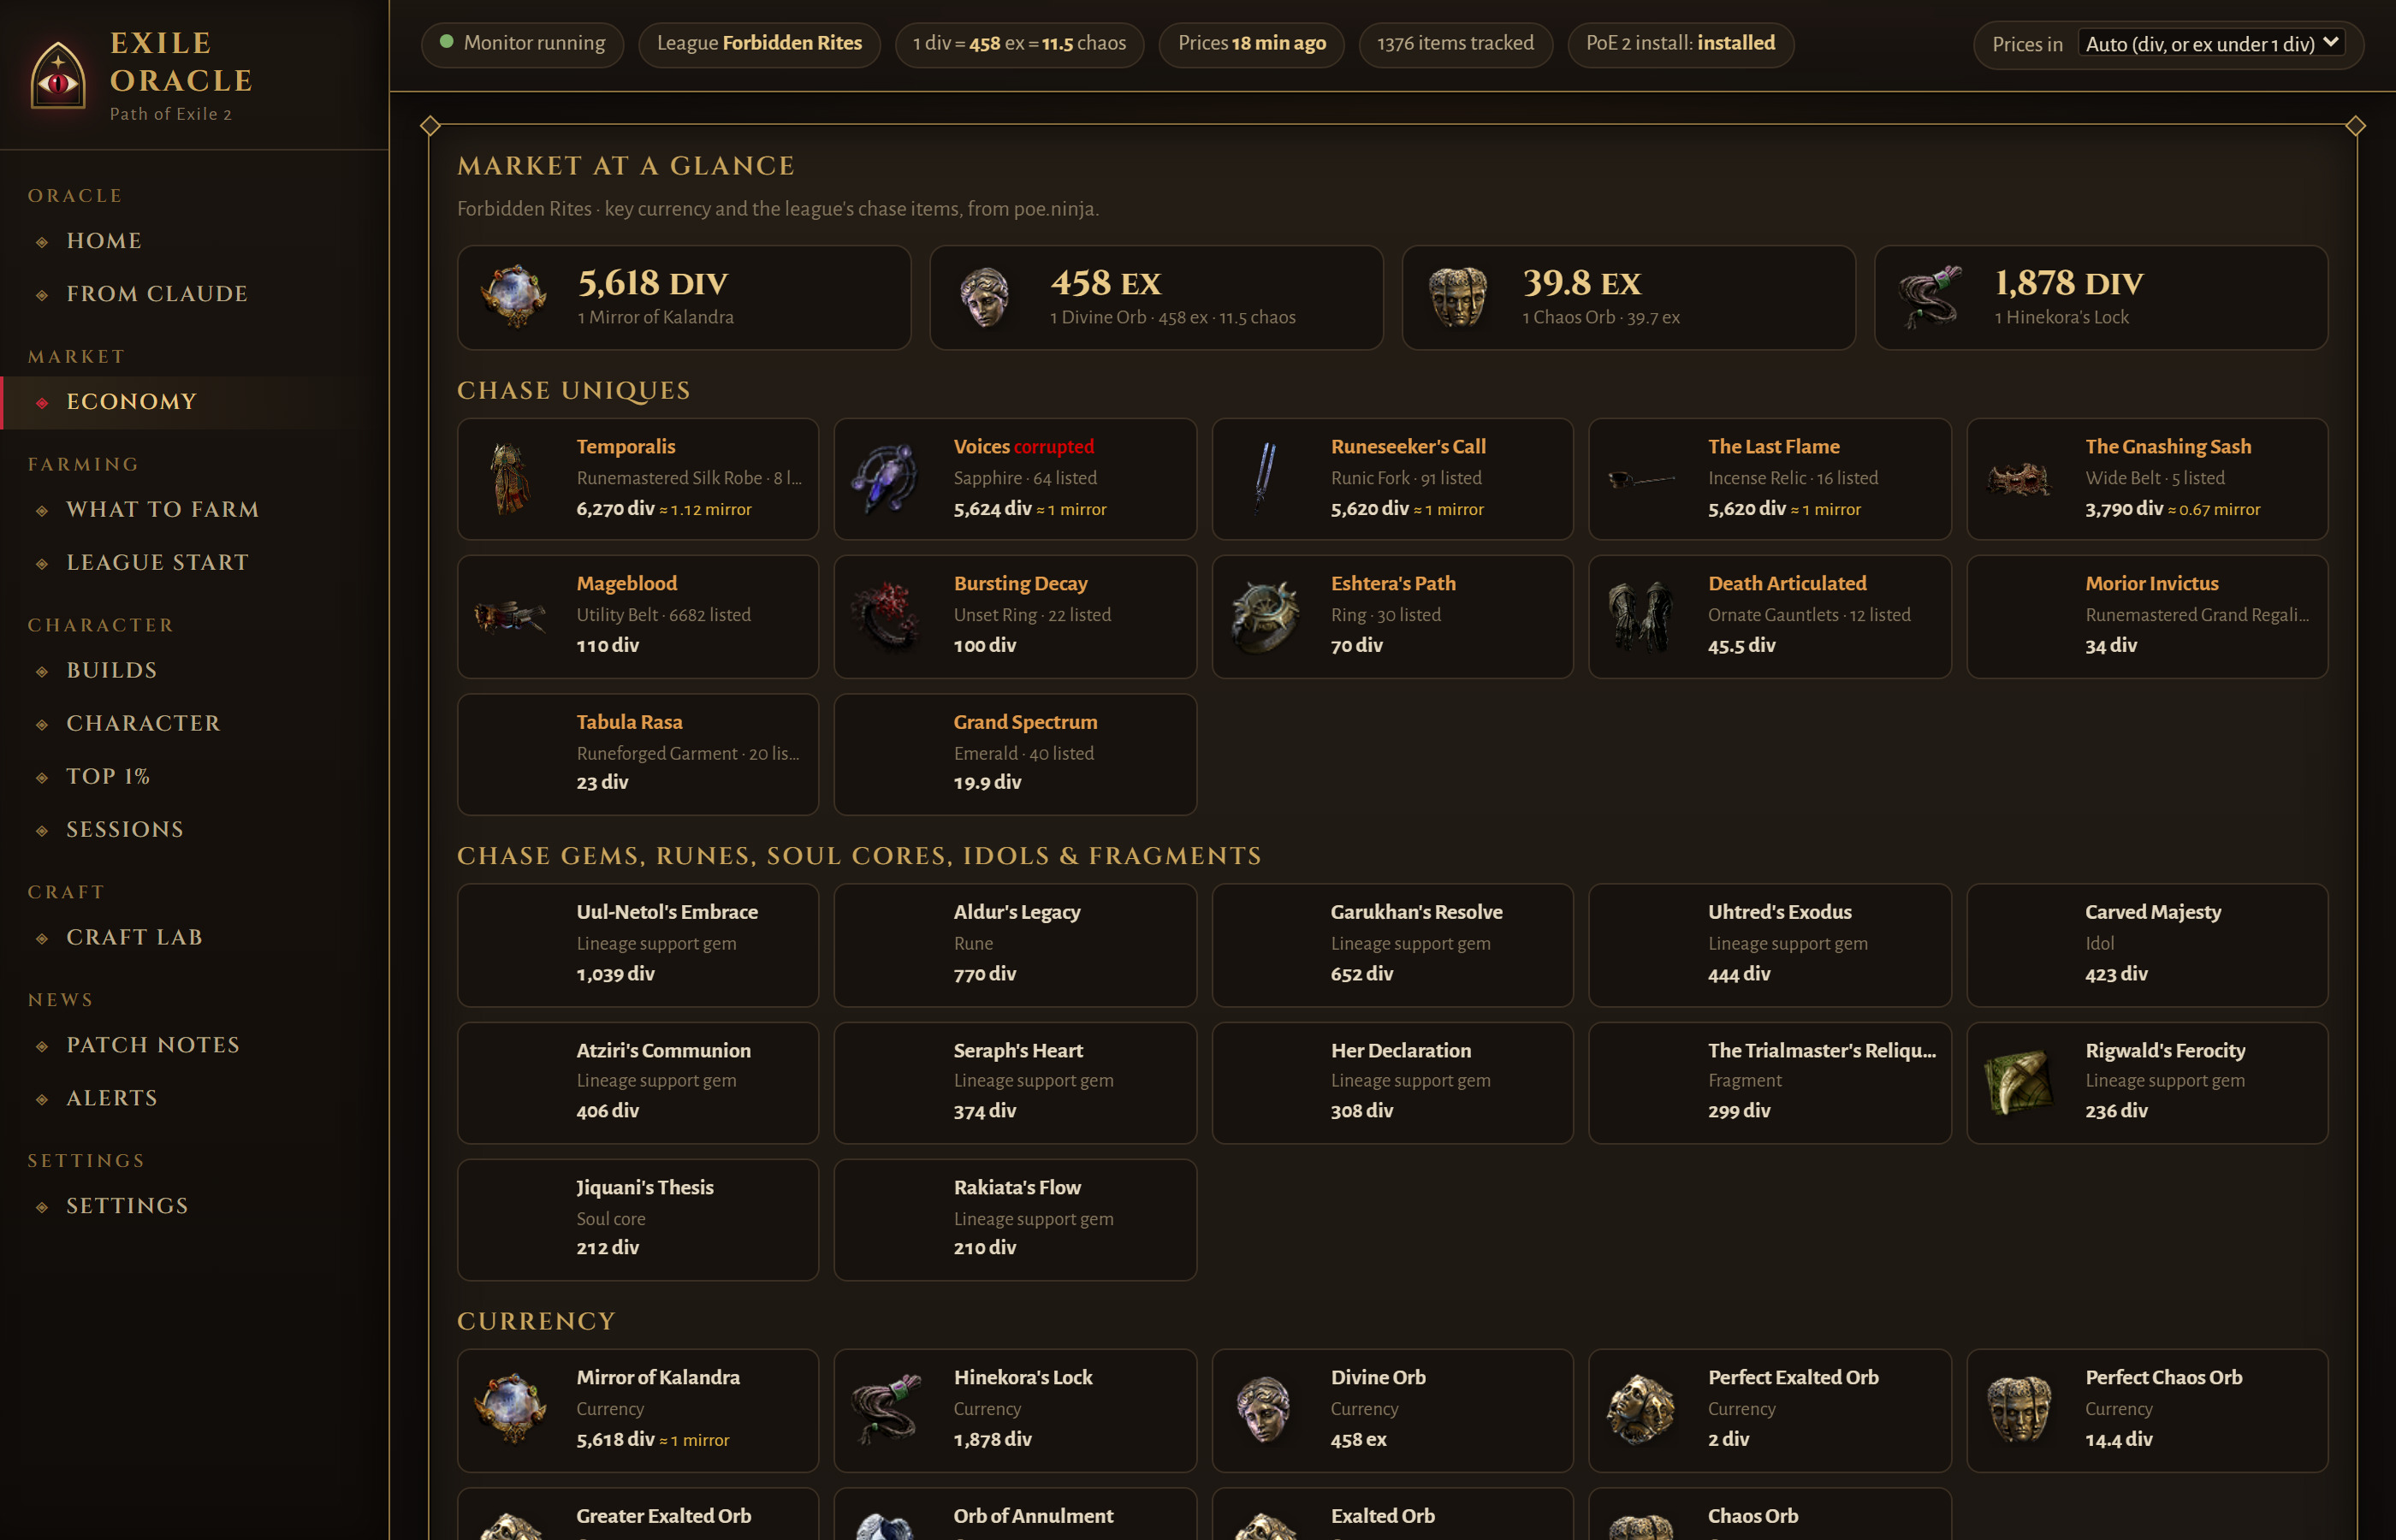 EXILE
ORACLE
Path of Exile 2
Monitor running
League Forbidden Rites
1 div = 458 ex = 11.5 chaos
Prices 18 min ago
1376 items tracked
PoE 2 install: installed
Prices in
Auto (div, or ex under 1 div)
ORACLE
HOME
FROM CLAUDE
MARKET
ECONOMY
FARMING
WHAT TO FARM
LEAGUE START
CHARACTER
BUILDS
CHARACTER
TOP 1%
SESSIONS
CRAFT
CRAFT LAB
NEWS
PATCH NOTES
ALERTS
SETTINGS
SETTINGS
MARKET AT A GLANCE
Forbidden Rites · key currency and the league's chase items, from poe.ninja.
5,618 DIV
1 Mirror of Kalandra
458 EX
1 Divine Orb · 458 ex · 11.5 chaos
39.8 EX
1 Chaos Orb · 39.7 ex
1,878 DIV
1 Hinekora's Lock
CHASE UNIQUES
Temporalis
Runemastered Silk Robe · 8 l...
6,270 div ≈ 1.12 mirror
Voices corrupted
Sapphire · 64 listed
5,624 div ≈ 1 mirror
Runeseeker's Call
Runic Fork · 91 listed
5,620 div ≈ 1 mirror
The Last Flame
Incense Relic · 16 listed
5,620 div ≈ 1 mirror
The Gnashing Sash
Wide Belt · 5 listed
3,790 div ≈ 0.67 mirror
Mageblood
Utility Belt · 6682 listed
110 div
Bursting Decay
Unset Ring · 22 listed
100 div
Eshtera's Path
Ring · 30 listed
70 div
Death Articulated
Ornate Gauntlets · 12 listed
45.5 div
Morior Invictus
Runemastered Grand Regali...
34 div
Tabula Rasa
Runeforged Garment · 20 lis...
23 div
Grand Spectrum
Emerald · 40 listed
19.9 div
CHASE GEMS, RUNES, SOUL CORES, IDOLS & FRAGMENTS
Uul-Netol's Embrace
Lineage support gem
1,039 div
Aldur's Legacy
Rune
770 div
Garukhan's Resolve
Lineage support gem
652 div
Uhtred's Exodus
Lineage support gem
444 div
Carved Majesty
Idol
423 div
Atziri's Communion
Lineage support gem
406 div
Seraph's Heart
Lineage support gem
374 div
Her Declaration
Lineage support gem
308 div
The Trialmaster's Reliqu...
Fragment
299 div
Rigwald's Ferocity
Lineage support gem
236 div
Jiquani's Thesis
Soul core
212 div
Rakiata's Flow
Lineage support gem
210 div
CURRENCY
Mirror of Kalandra
Currency
5,618 div ≈ 1 mirror
Hinekora's Lock
Currency
1,878 div
Divine Orb
Currency
458 ex
Perfect Exalted Orb
Currency
2 div
Perfect Chaos Orb
Currency
14.4 div
Greater Exalted Orb
Orb of Annulment
Exalted Orb
Chaos Orb